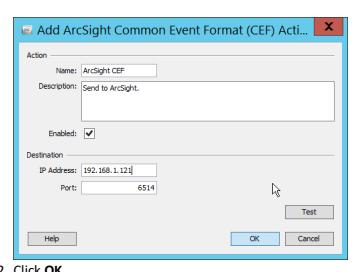 Add ArcSight Common Event Format (CEF) Acti... X
Action
Name: ArcSight CEF
Description: Send to ArcSight.
Enabled:
Destination
IP Address: 192.168.1.121
Port: 6514
Test
Help OK Cancel
Click OK